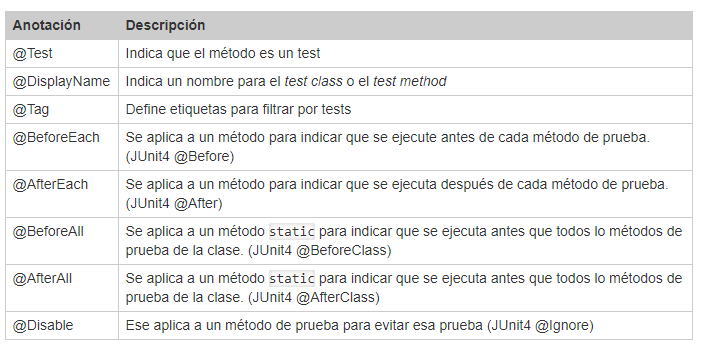 Anotación Descripción
@Test Indica que el método es un test
@DisplayName Indica un nombre para el test class o el test method
@Tag Define etiquetas para filtrar por tests
@BeforeEach Se aplica a un método para indicar que se ejecute antes de cada método de prueba.
(JUnit4 @Before)
@AfterEach Se aplica a un método para indicar que se ejecuta después de cada método de prueba.
(JUnit4 @After)
@BeforeAll Se aplica a un método static para indicar que se ejecuta antes que todos lo métodos de
prueba de la clase. (JUnit4 @BeforeClass)
@AfterAll Se aplica a un método static para indicar que se ejecuta antes que todos lo métodos de
prueba de la clase. (JUnit4 @AfterClass)
@Disable Ese aplica a un método de prueba para evitar esa prueba (JUnit4 @Ignore)